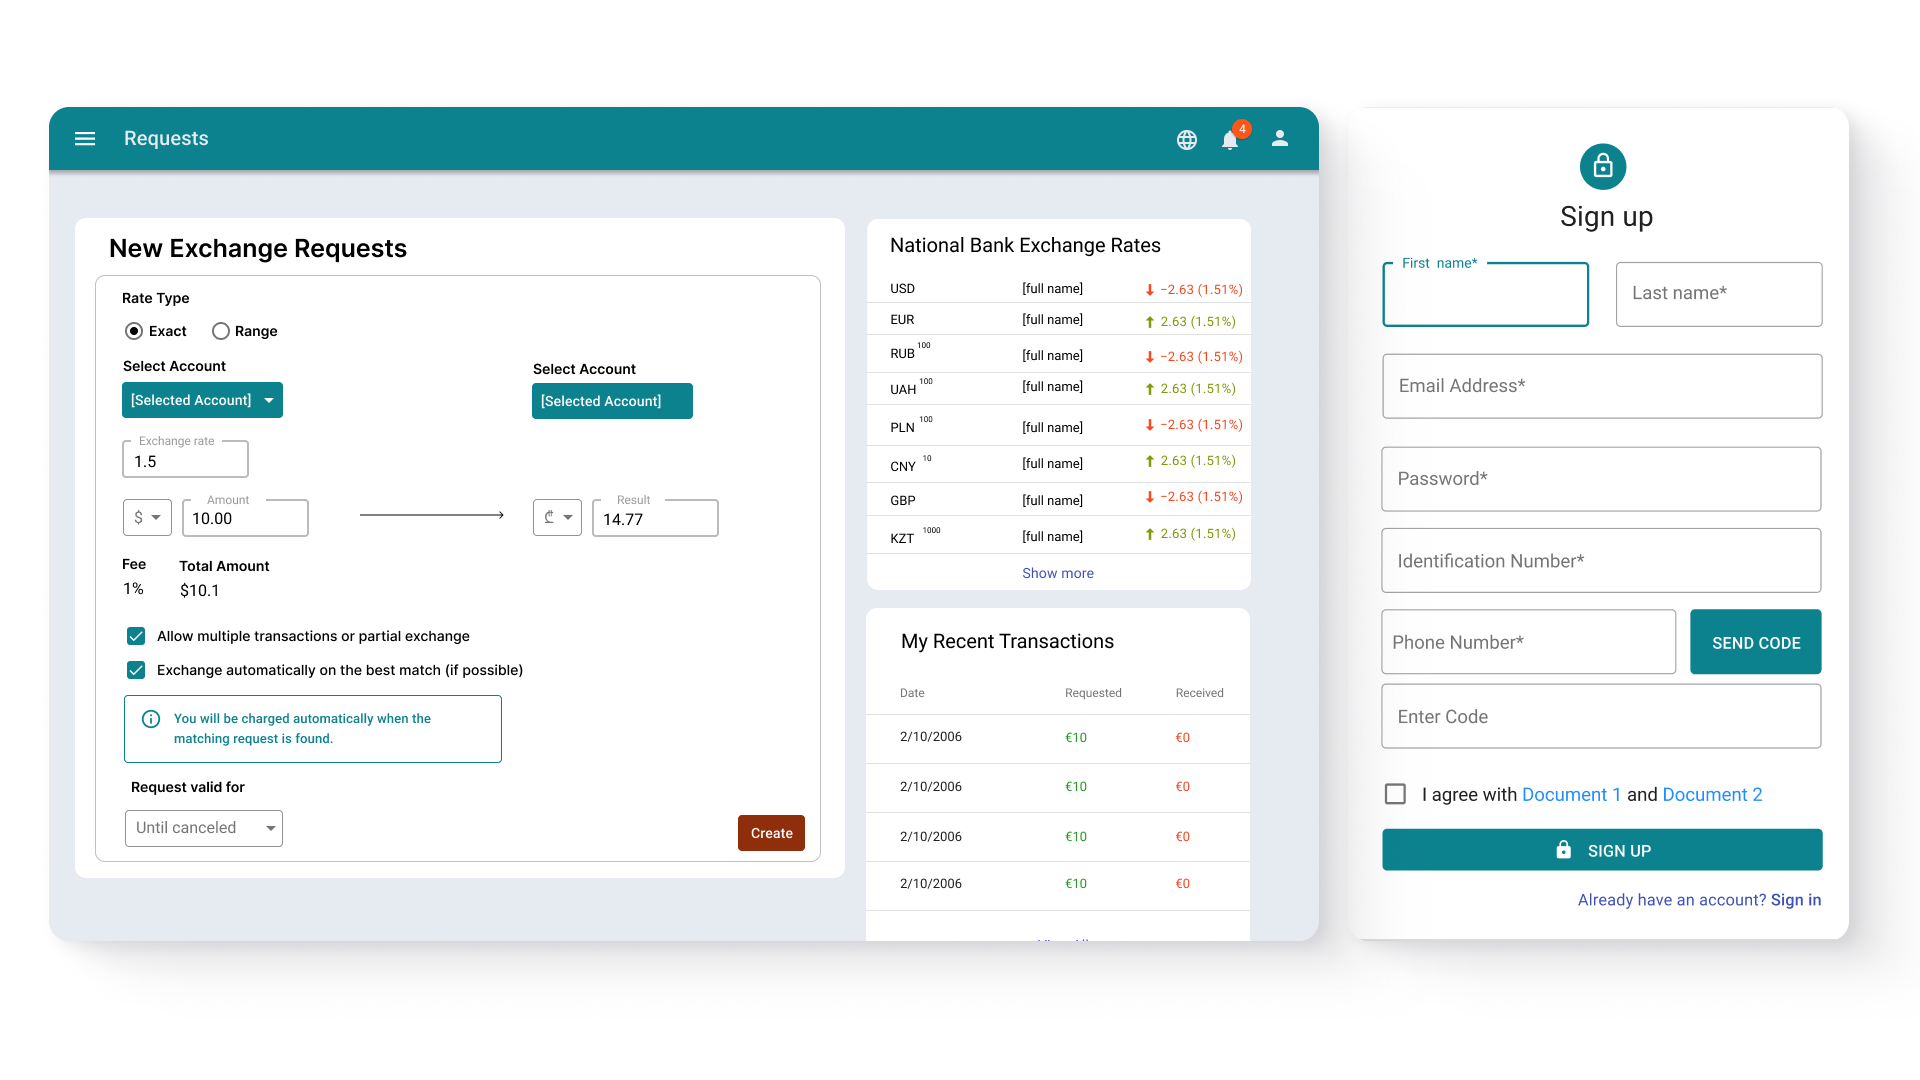 Requests
4
New Exchange Requests
Rate Type
Exact
Range
Select Account
[Selected Account]
Select Account
[Selected Account]
Exchange rate
1.5
$
Amount
10.00
₾
Result
14.77
Fee
1%
Total Amount
$10.1
Allow multiple transactions or partial exchange
Exchange automatically on the best match (if possible)
You will be charged automatically when the
matching request is found.
Request valid for
Until canceled
Create
National Bank Exchange Rates
USD [full name] −2.63 (1.51%)
EUR [full name] 2.63 (1.51%)
RUB 100 [full name] −2.63 (1.51%)
UAH 100 [full name] 2.63 (1.51%)
PLN 100 [full name] −2.63 (1.51%)
CNY 10 [full name] 2.63 (1.51%)
GBP [full name] −2.63 (1.51%)
KZT 1000 [full name] 2.63 (1.51%)
Show more
My Recent Transactions
Date Requested Received
2/10/2006 €10 €0
2/10/2006 €10 €0
2/10/2006 €10 €0
2/10/2006 €10 €0
Sign up
First name*
Last name*
Email Address*
Password*
Identification Number*
Phone Number*
SEND CODE
Enter Code
I agree with Document 1 and Document 2
SIGN UP
Already have an account? Sign in